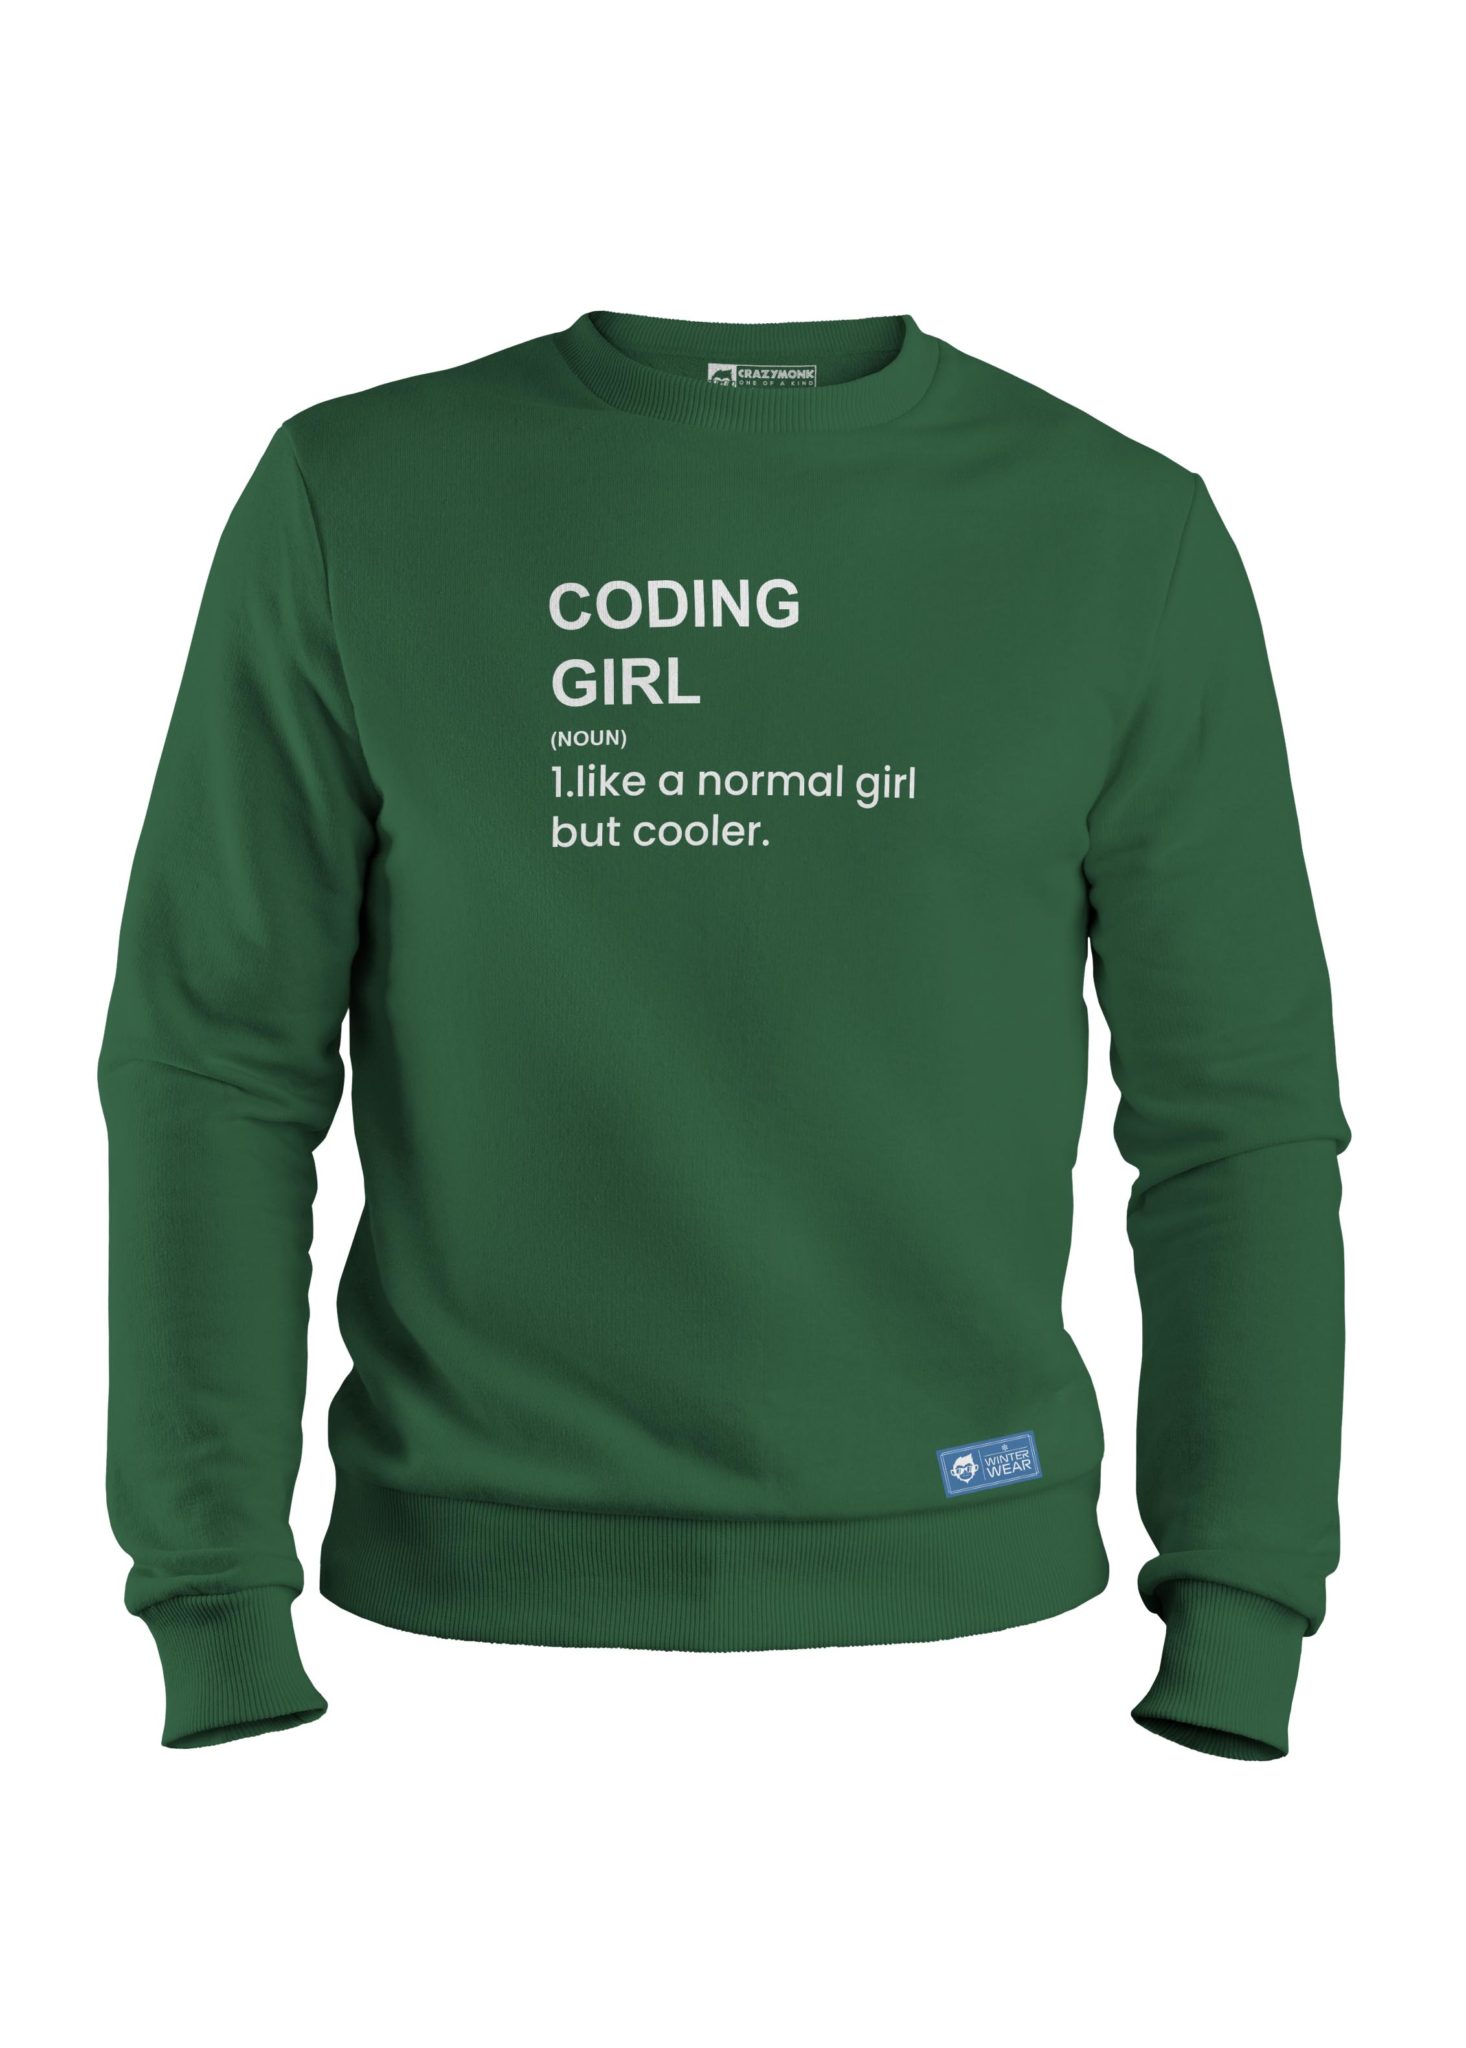 CRAZYMONK
ONE OF A KIND
CODING
GIRL
(NOUN)
1.like a normal girl
but cooler.
WINTER
WEAR